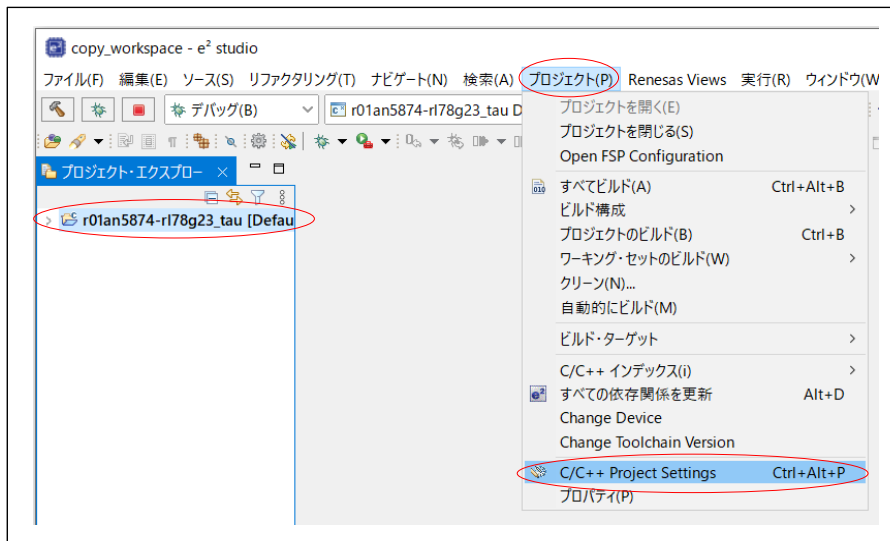 copy_workspace - e² studio
ファイル(F) 編集(E) ソース(S) リファクタリング(T) ナビゲート(N) 検索(A) プロジェクト(P) Renesas Views 実行(R) ウィンドウ(W
デバッグ(B) r01an5874-rl78g23_tau D
プロジェクト・エクスプロー
r01an5874-rl78g23_tau [Defau
プロジェクトを開く(E)
プロジェクトを閉じる(S)
Open FSP Configuration
すべてビルド(A) Ctrl+Alt+B
ビルド構成
プロジェクトのビルド(B) Ctrl+B
ワーキング・セットのビルド(W)
クリーン(N)...
自動的にビルド(M)
ビルド・ターゲット
C/C++ インデックス(i)
すべての依存関係を更新 Alt+D
Change Device
Change Toolchain Version
C/C++ Project Settings Ctrl+Alt+P
プロパティ(P)